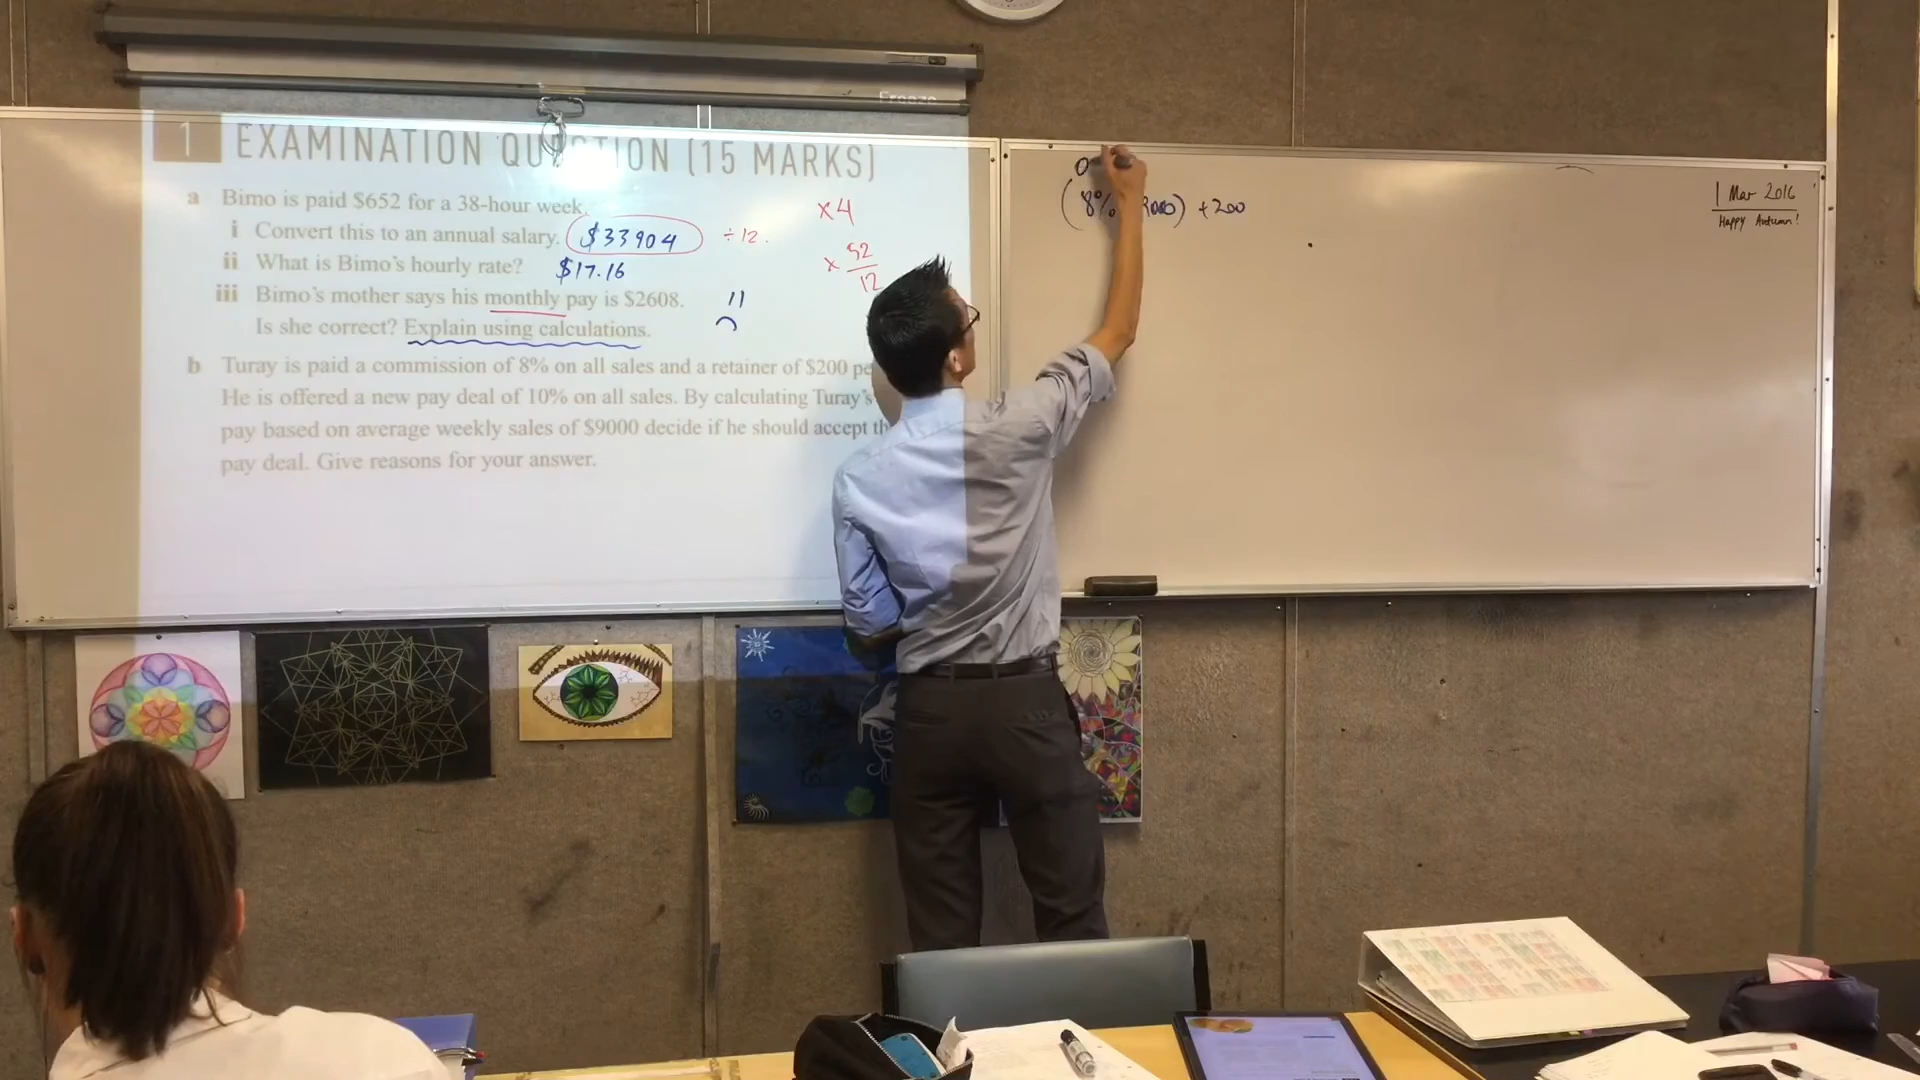 Freeze
1 EXAMINATION QUESTION (15 MARKS)
a Bimo is paid $652 for a 38-hour week.
i Convert this to an annual salary. $33904 ÷12.
ii What is Bimo's hourly rate? $17.16
iii Bimo's mother says his monthly pay is $2608.
Is she correct? Explain using calculations.
×4
× 52
12
b Turay is paid a commission of 8% on all sales and a retainer of $200
He is offered a new pay deal of 10% on all sales. By calculating Turay's
pay based on average weekly sales of $9000 decide if he should accept
pay deal. Give reasons for your answer.
(8% 000) +200
1 Mar 2016
Happy Autumn!